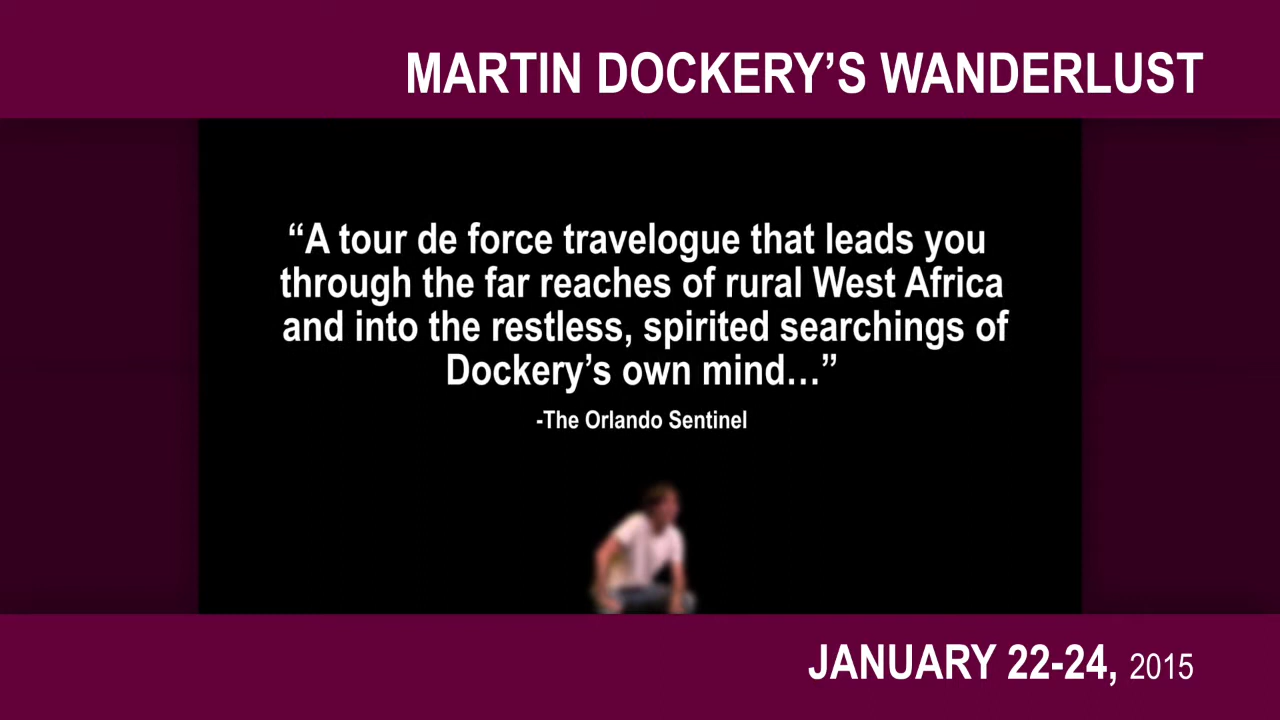 MARTIN DOCKERY’S WANDERLUST
“A tour de force travelogue that leads you
through the far reaches of rural West Africa
and into the restless, spirited searchings of
Dockery’s own mind…”
-The Orlando Sentinel
JANUARY 22-24, 2015